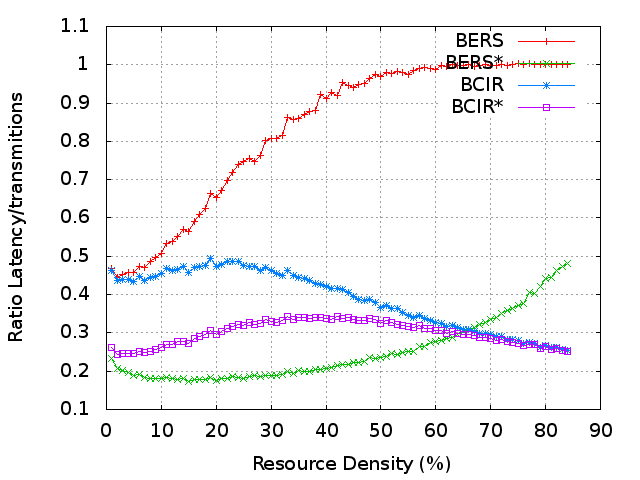 1.1
1
0.9
0.8
0.7
0.6
0.5
0.4
0.3
0.2
0.1
0 10 20 30 40 50 60 70 80 90
Ratio Latency/transmitions
Resource Density (%)
BERS
BERS*
BCIR
BCIR*